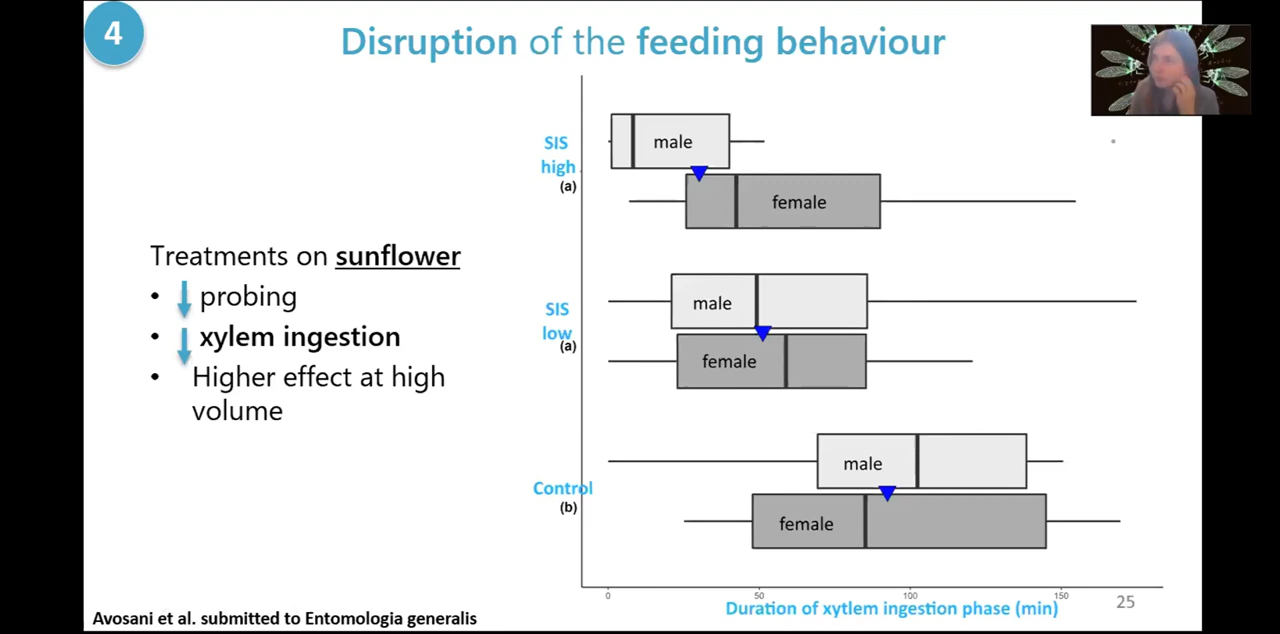 4
Disruption of the feeding behaviour
Treatments on sunflower
• probing
• xylem ingestion
• Higher effect at high
volume
SIS
high
(a)
male
female
SIS
low
(a)
male
female
Control
(b)
male
female
0 50 100 150
Duration of xytlem ingestion phase (min)
25
Avosani et al. submitted to Entomologia generalis